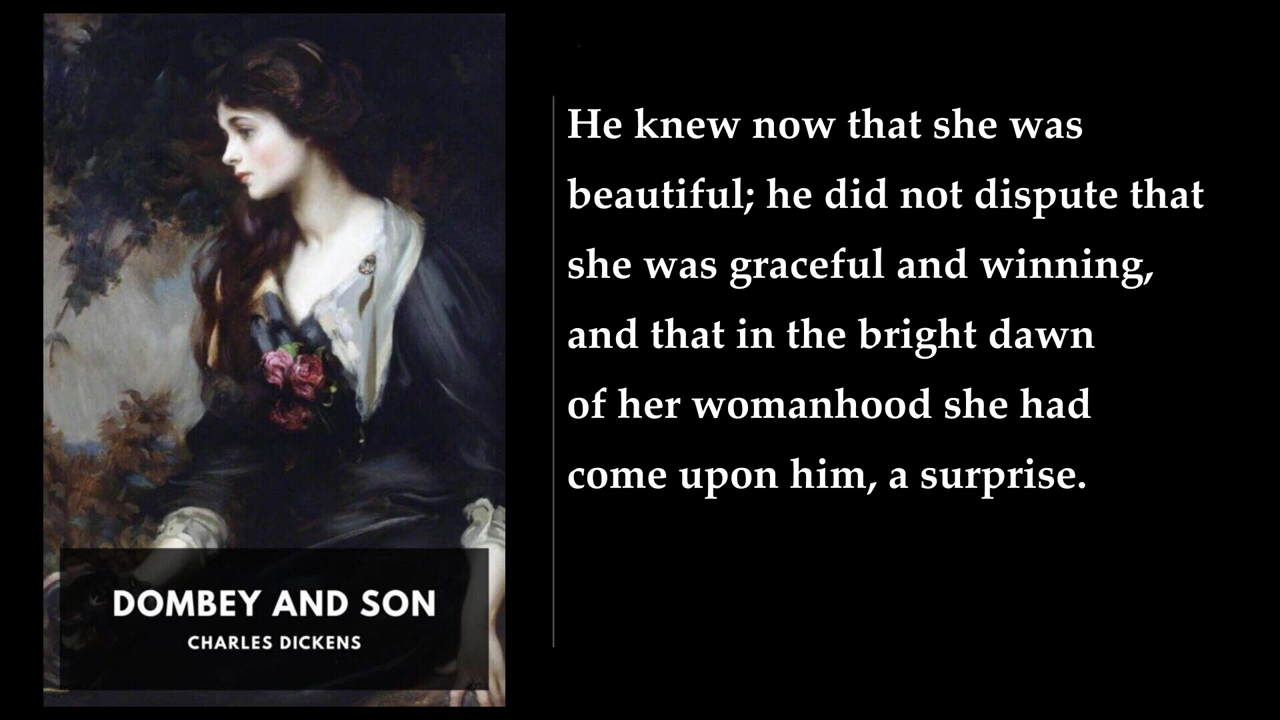 He knew now that she was
beautiful; he did not dispute that
she was graceful and winning,
and that in the bright dawn
of her womanhood she had
come upon him, a surprise.
DOMBEY AND SON
CHARLES DICKENS